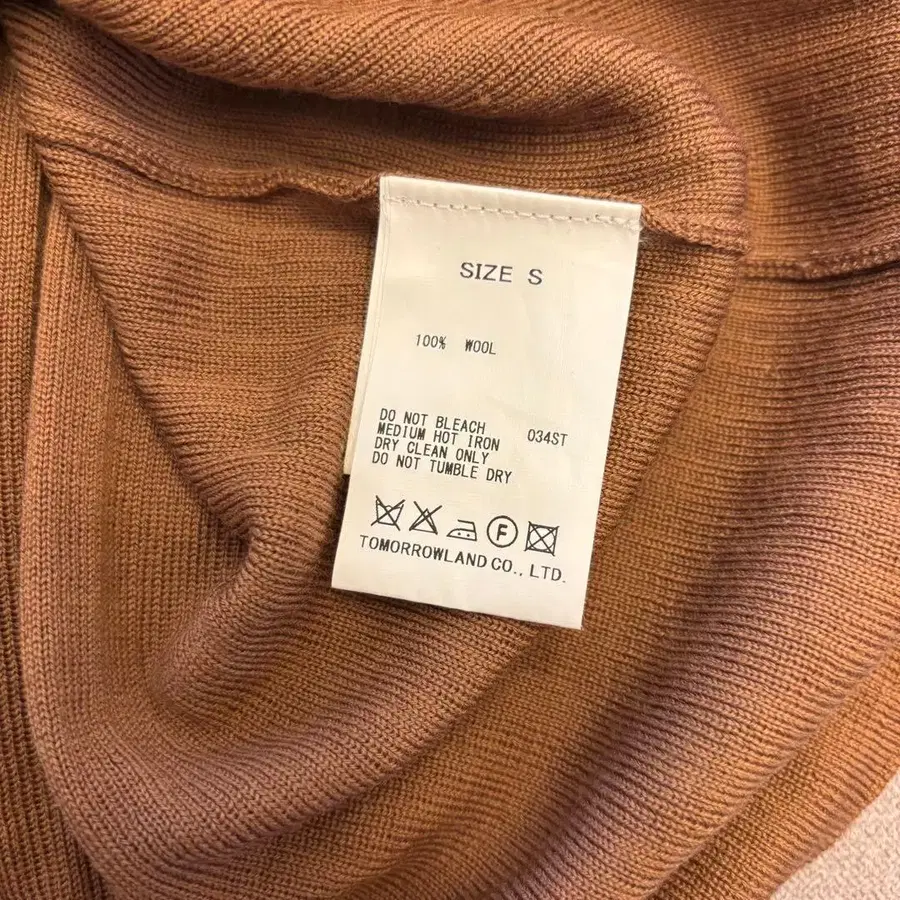 SIZE S
100% WOOL
DO NOT BLEACH
MEDIUM HOT IRON 034ST
DRY CLEAN ONLY
DO NOT TUMBLE DRY
F
TOMORROWLAND CO., LTD.